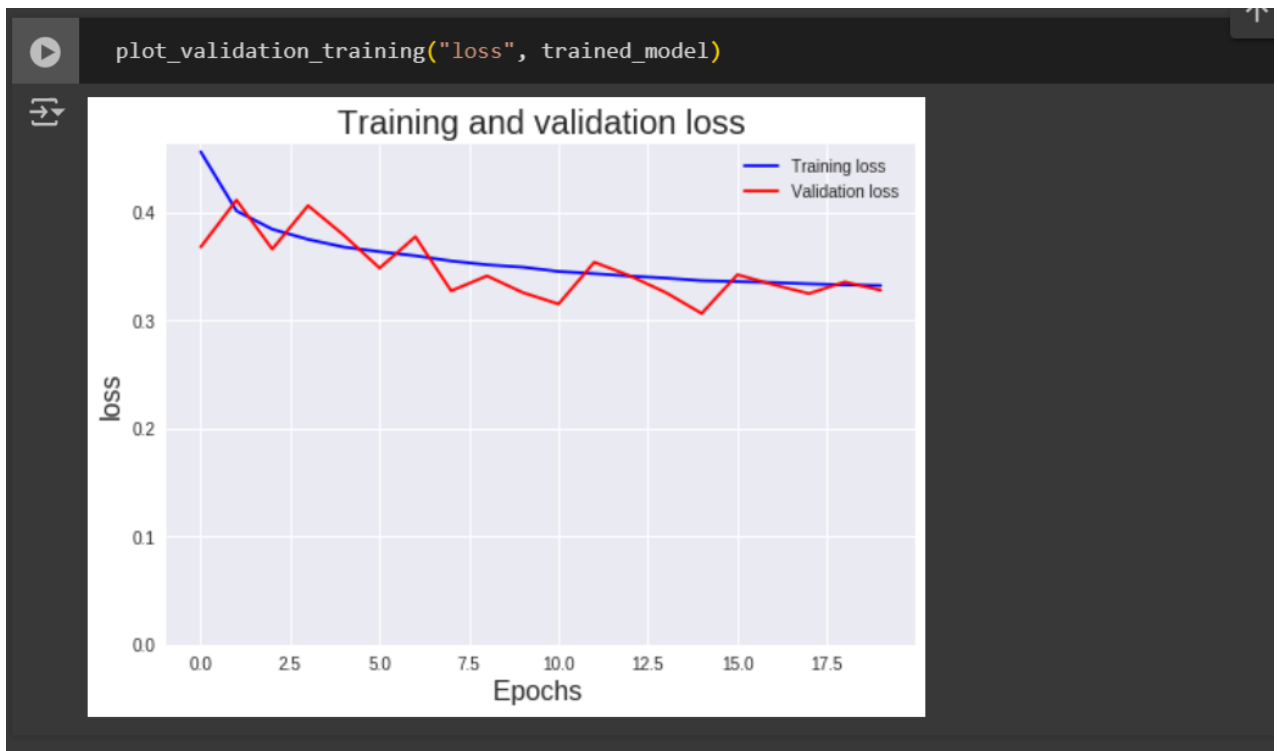 plot_validation_training("loss", trained_model)
Training and validation loss
Training loss
Validation loss
0.4
0.3
0.2
0.1
0.0
loss
0.0 2.5 5.0 7.5 10.0 12.5 15.0 17.5
Epochs